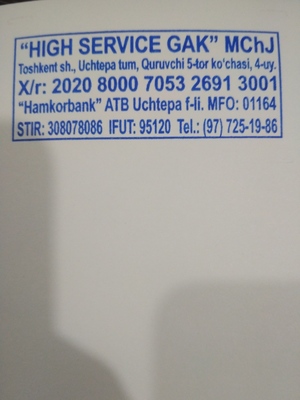 “HIGH SERVICE GAK” MChJ
Toshkent sh., Uchtepa tum, Quruvchi 5-tor ko‘chasi, 4-uy.
X/r: 2020 8000 7053 2691 3001
“Hamkorbank” ATB Uchtepa f-li. MFO: 01164
STIR: 308078086 IFUT: 95120 Tel.: (97) 725-19-86